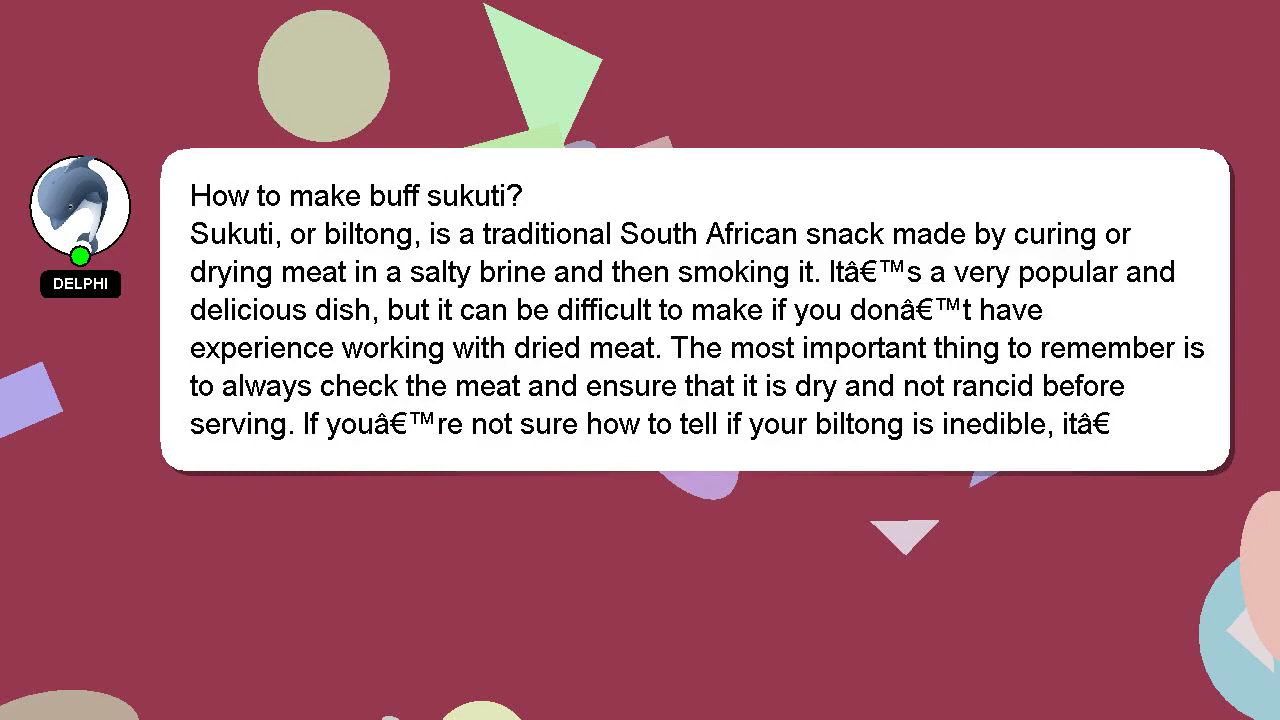 How to make buff sukuti?
Sukuti, or biltong, is a traditional South African snack made by curing or
drying meat in a salty brine and then smoking it. Itâ€™s a very popular and
delicious dish, but it can be difficult to make if you donâ€™t have
experience working with dried meat. The most important thing to remember is
to always check the meat and ensure that it is dry and not rancid before
serving. If youâ€™re not sure how to tell if your biltong is inedible, itâ€
DELPHI